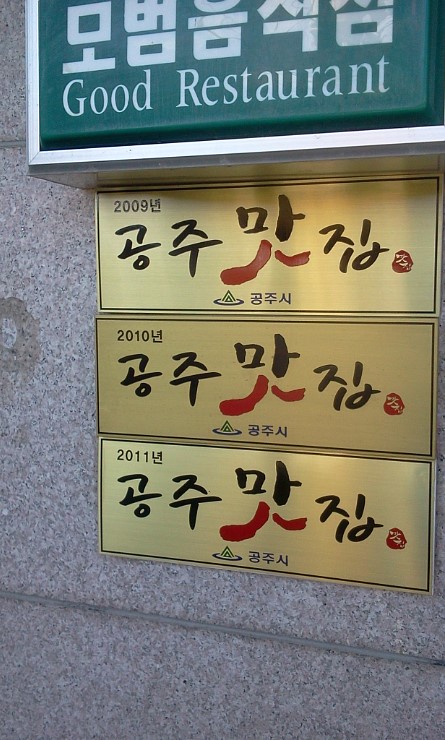 모범음식점
Good Restaurant
2009년
공주맛집
공주시
2010년
공주맛집
공주시
2011년
공주맛집
공주시